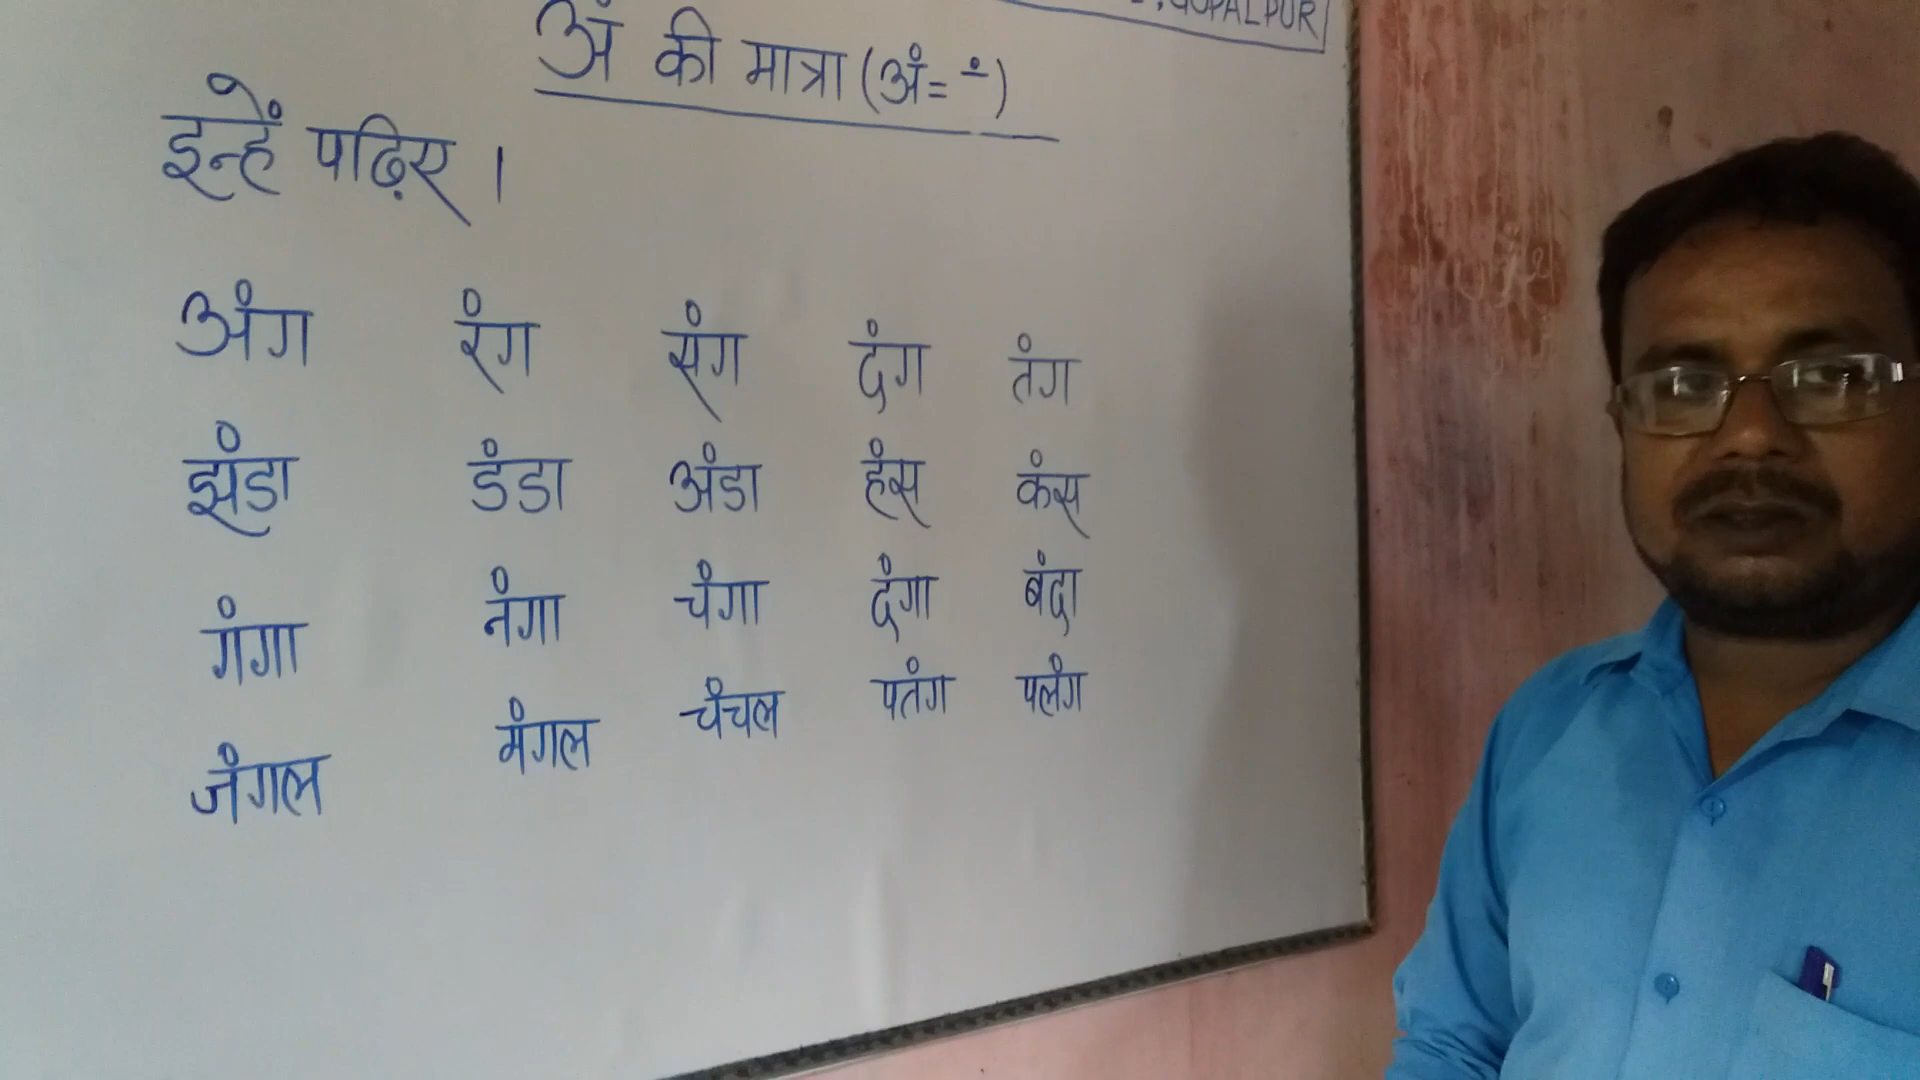 GOPALPUR
अं की मात्रा (अं= ं)
इन्हें पढ़िए ।
अंग रंग संग दंग तंग
झंडा डंडा अंडा हंस कंस
गंगा नंगा चंगा दंगा बंदा
जंगल मंगल चंचल पतंग पलंग